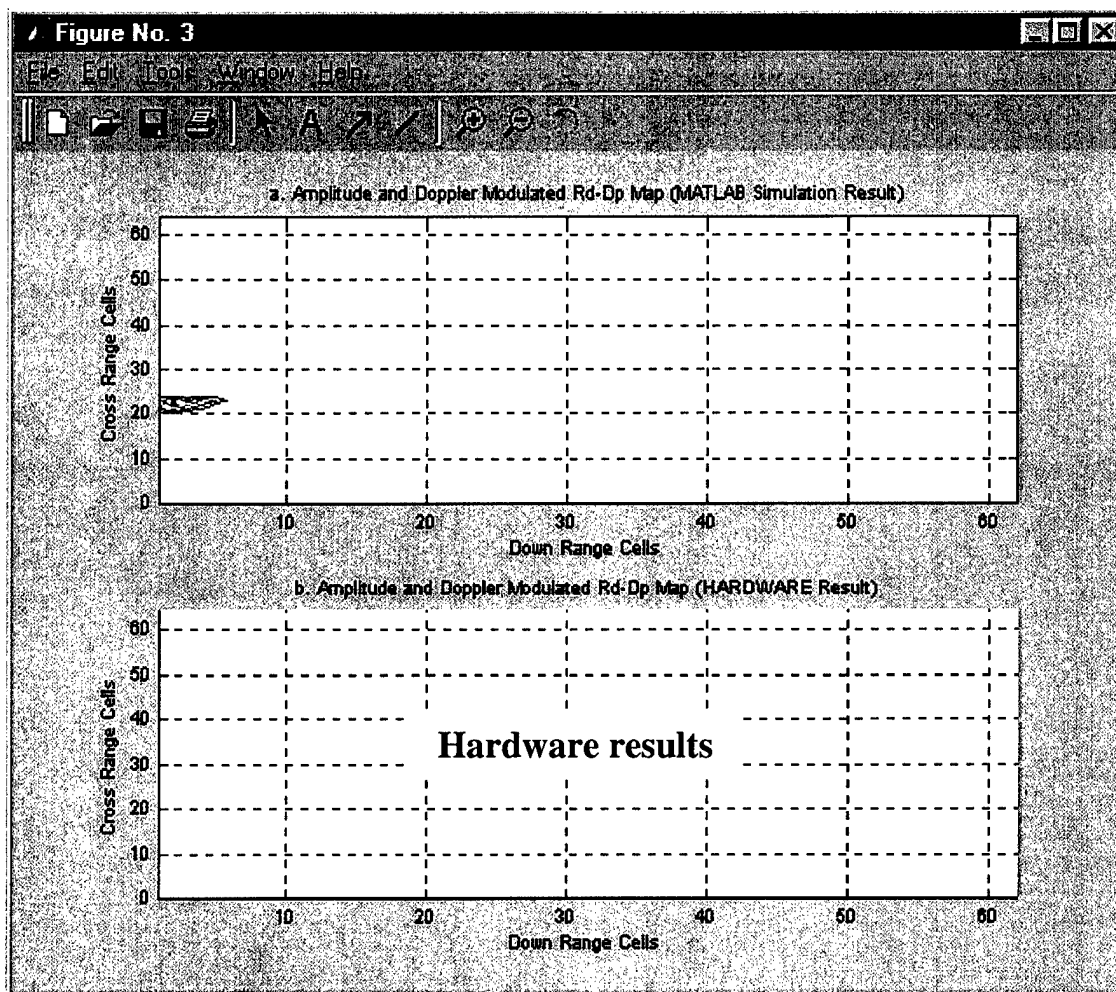 Figure No. 3
File Edit Tools Window Help
A
a. Amplitude and Doppler Modulated Rd-Dp Map (MATLAB Simulation Result)
Cross Range Cells
60
50
40
30
20
10
0
10 20 30 40 50 60
Down Range Cells
b. Amplitude and Doppler Modulated Rd-Dp Map (HARDWARE Result)
Cross Range Cells
60
50
40
30
20
10
0
Hardware results
10 20 30 40 50 60
Down Range Cells